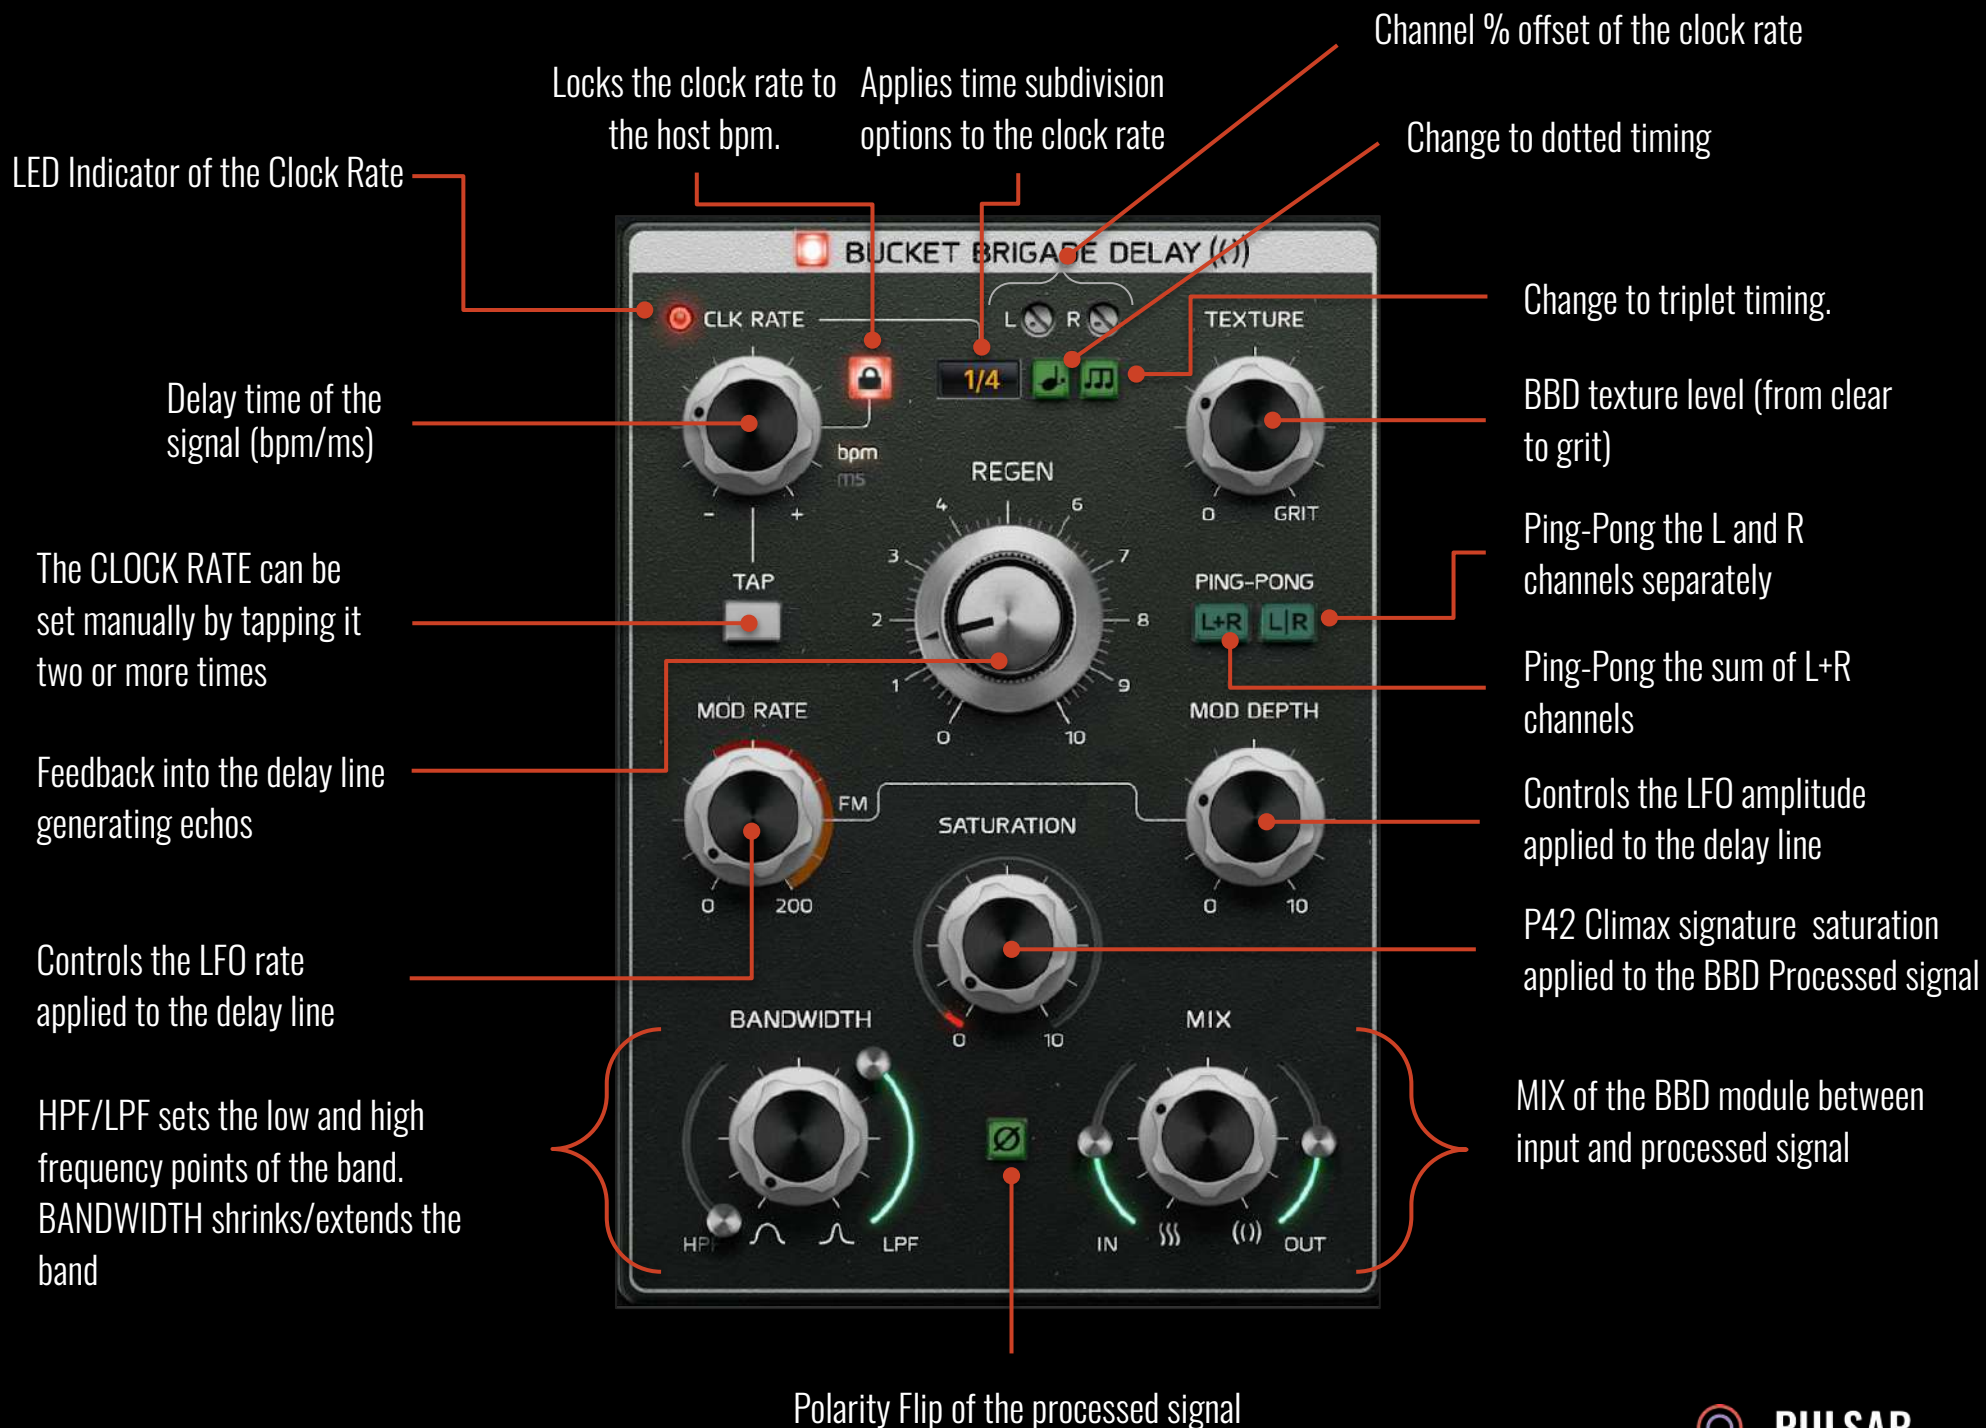 Channel % offset of the clock rate
Locks the clock rate to
the host bpm.
Applies time subdivision
options to the clock rate
Change to dotted timing
LED Indicator of the Clock Rate
BUCKET BRIGADE DELAY
CLK RATE
L
R
TEXTURE
Change to triplet timing.
1/4
Delay time of the
signal (bpm/ms)
BBD texture level (from clear
to grit)
bpm
ms
- +
0 GRIT
REGEN
0 1 2 3 4 6 7 8 9 10
The CLOCK RATE can be
set manually by tapping it
two or more times
TAP
PING-PONG
L+R
L|R
Ping-Pong the L and R
channels separately
Ping-Pong the sum of L+R
channels
MOD RATE
MOD DEPTH
Feedback into the delay line
generating echos
FM
0 200
SATURATION
0 10
Controls the LFO amplitude
applied to the delay line
P42 Climax signature saturation
applied to the BBD Processed signal
Controls the LFO rate
applied to the delay line
BANDWIDTH
0 10
MIX
HPF/LPF sets the low and high
frequency points of the band.
BANDWIDTH shrinks/extends the
band
Ø
MIX of the BBD module between
input and processed signal
HPF
LPF
IN
OUT
Polarity Flip of the processed signal
PULSAR